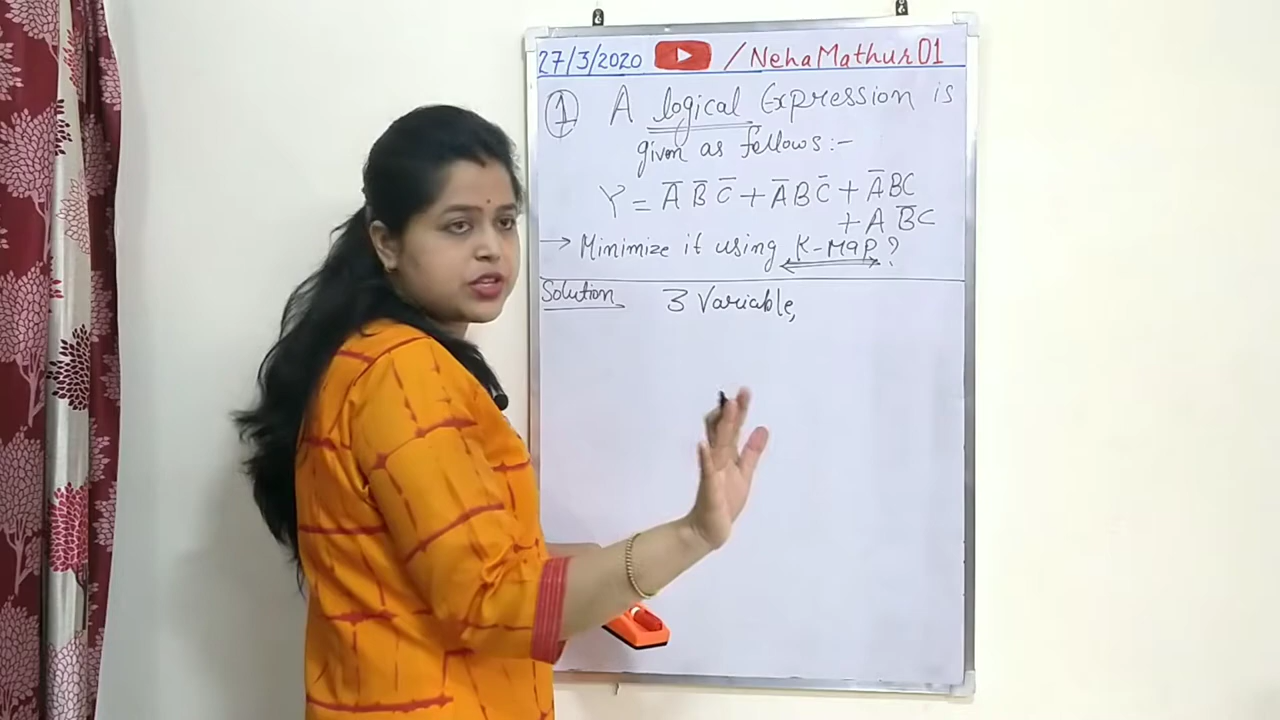 27/3/2020 /NehaMathur01
① A logical Expression is
given as follows:-
Y = A̅ B̅ C̅ + A̅ B C̅ + A̅ B C
+ A B̅ C
→ Minimize it using K-Map?
Solution 3 Variable,